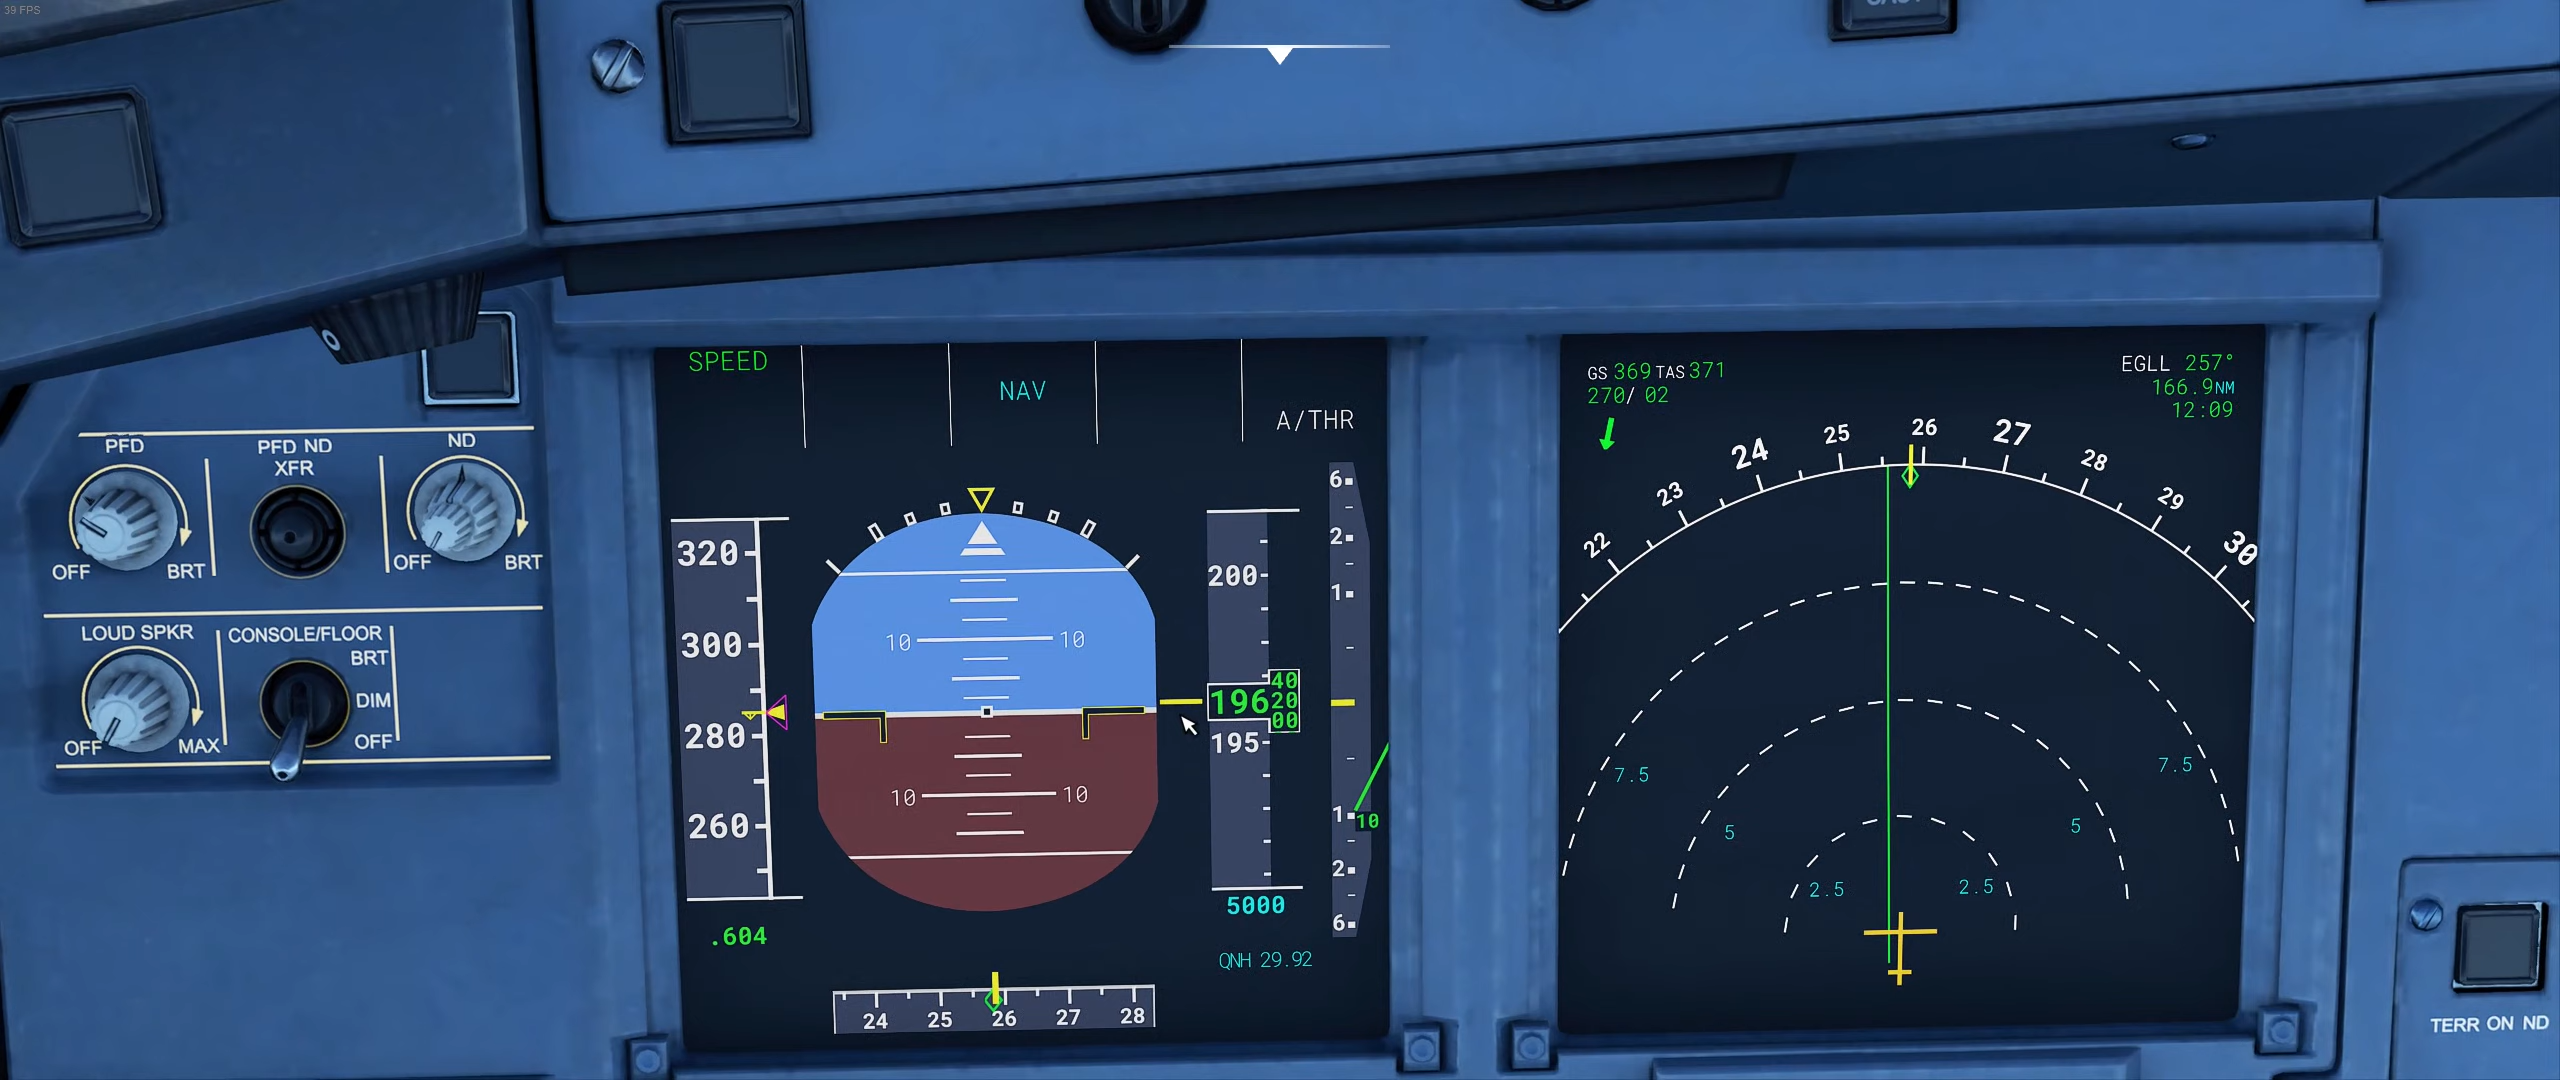 39 FPS
PFD
PFD ND
XFR
ND
OFF
BRT
OFF
BRT
LOUD SPKR
CONSOLE/FLOOR
BRT
DIM
OFF
OFF
MAX
SPEED
NAV
A/THR
320
300
280
260
.604
10
10
10
10
200
196
40
20
00
195
5000
QNH 29.92
6
2
1
1
10
2
6
24
25
26
27
28
GS 369 TAS 371
270/ 02
EGLL 257°
166.9NM
12:09
22
23
24
25
26
27
28
29
30
7.5
7.5
5
5
2.5
2.5
TERR ON ND